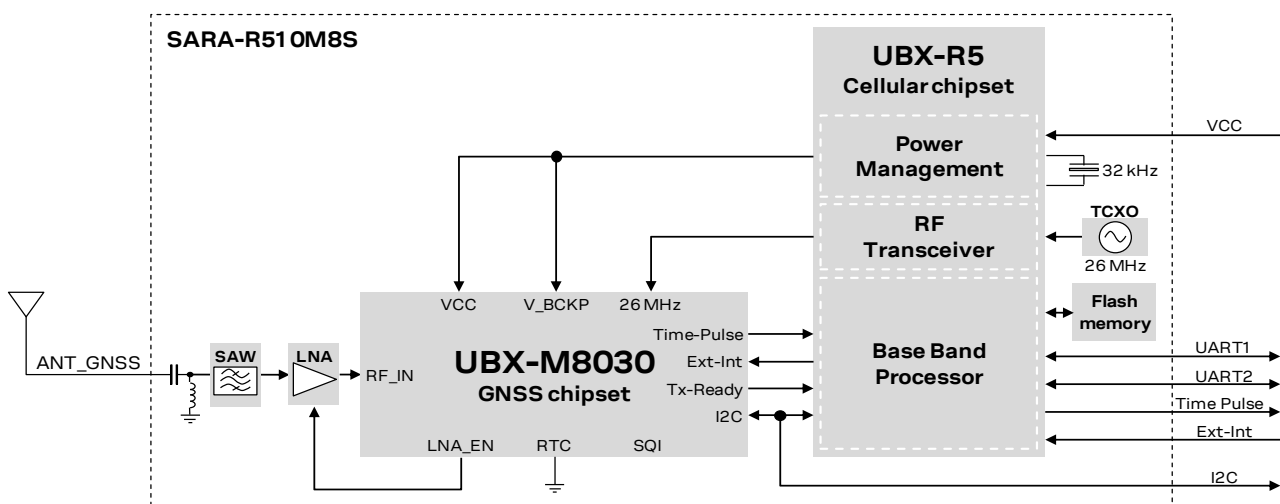 SARA-R510M8S
UBX-R5
Cellular chipset
VCC
Power
Management
32 kHz
TCXO
RF
Transceiver
26 MHz
VCC
V_BCKP
26 MHz
Flash
memory
Time-Pulse
UBX-M8030
Ext-Int
GNSS chipset
Tx-Ready
I2C
Base Band
Processor
UART1
UART2
Time Pulse
Ext-Int
ANT_GNSS
SAW
LNA
RF_IN
LNA_EN
RTC
SQI
I2C